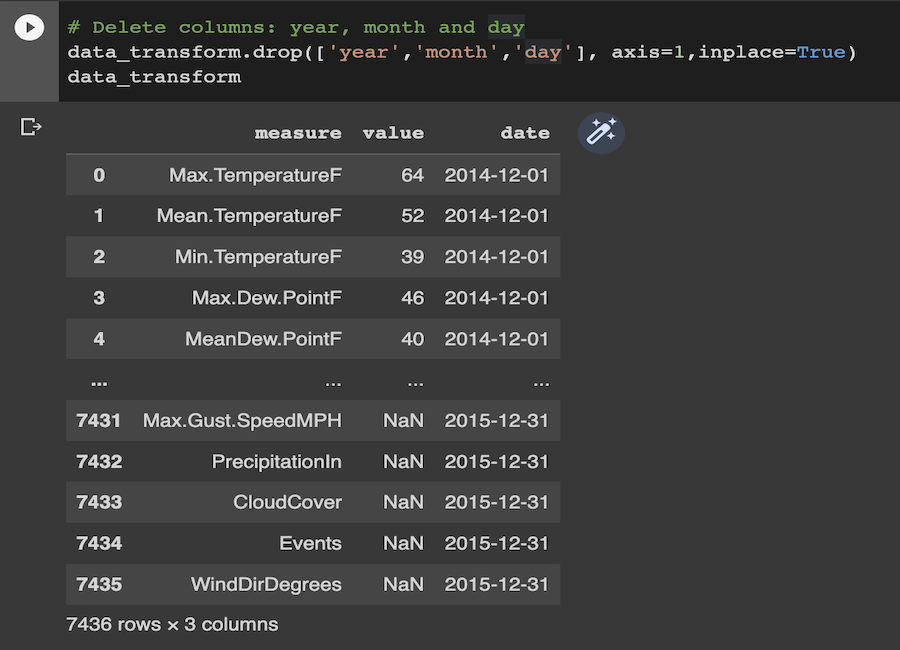 # Delete columns: year, month and day
data_transform.drop(['year','month','day'], axis=1,inplace=True)
data_transform
measure value date
0 Max.TemperatureF 64 2014-12-01
1 Mean.TemperatureF 52 2014-12-01
2 Min.TemperatureF 39 2014-12-01
3 Max.Dew.PointF 46 2014-12-01
4 MeanDew.PointF 40 2014-12-01
... ... ... ...
7431 Max.Gust.SpeedMPH NaN 2015-12-31
7432 PrecipitationIn NaN 2015-12-31
7433 CloudCover NaN 2015-12-31
7434 Events NaN 2015-12-31
7435 WindDirDegrees NaN 2015-12-31
7436 rows × 3 columns